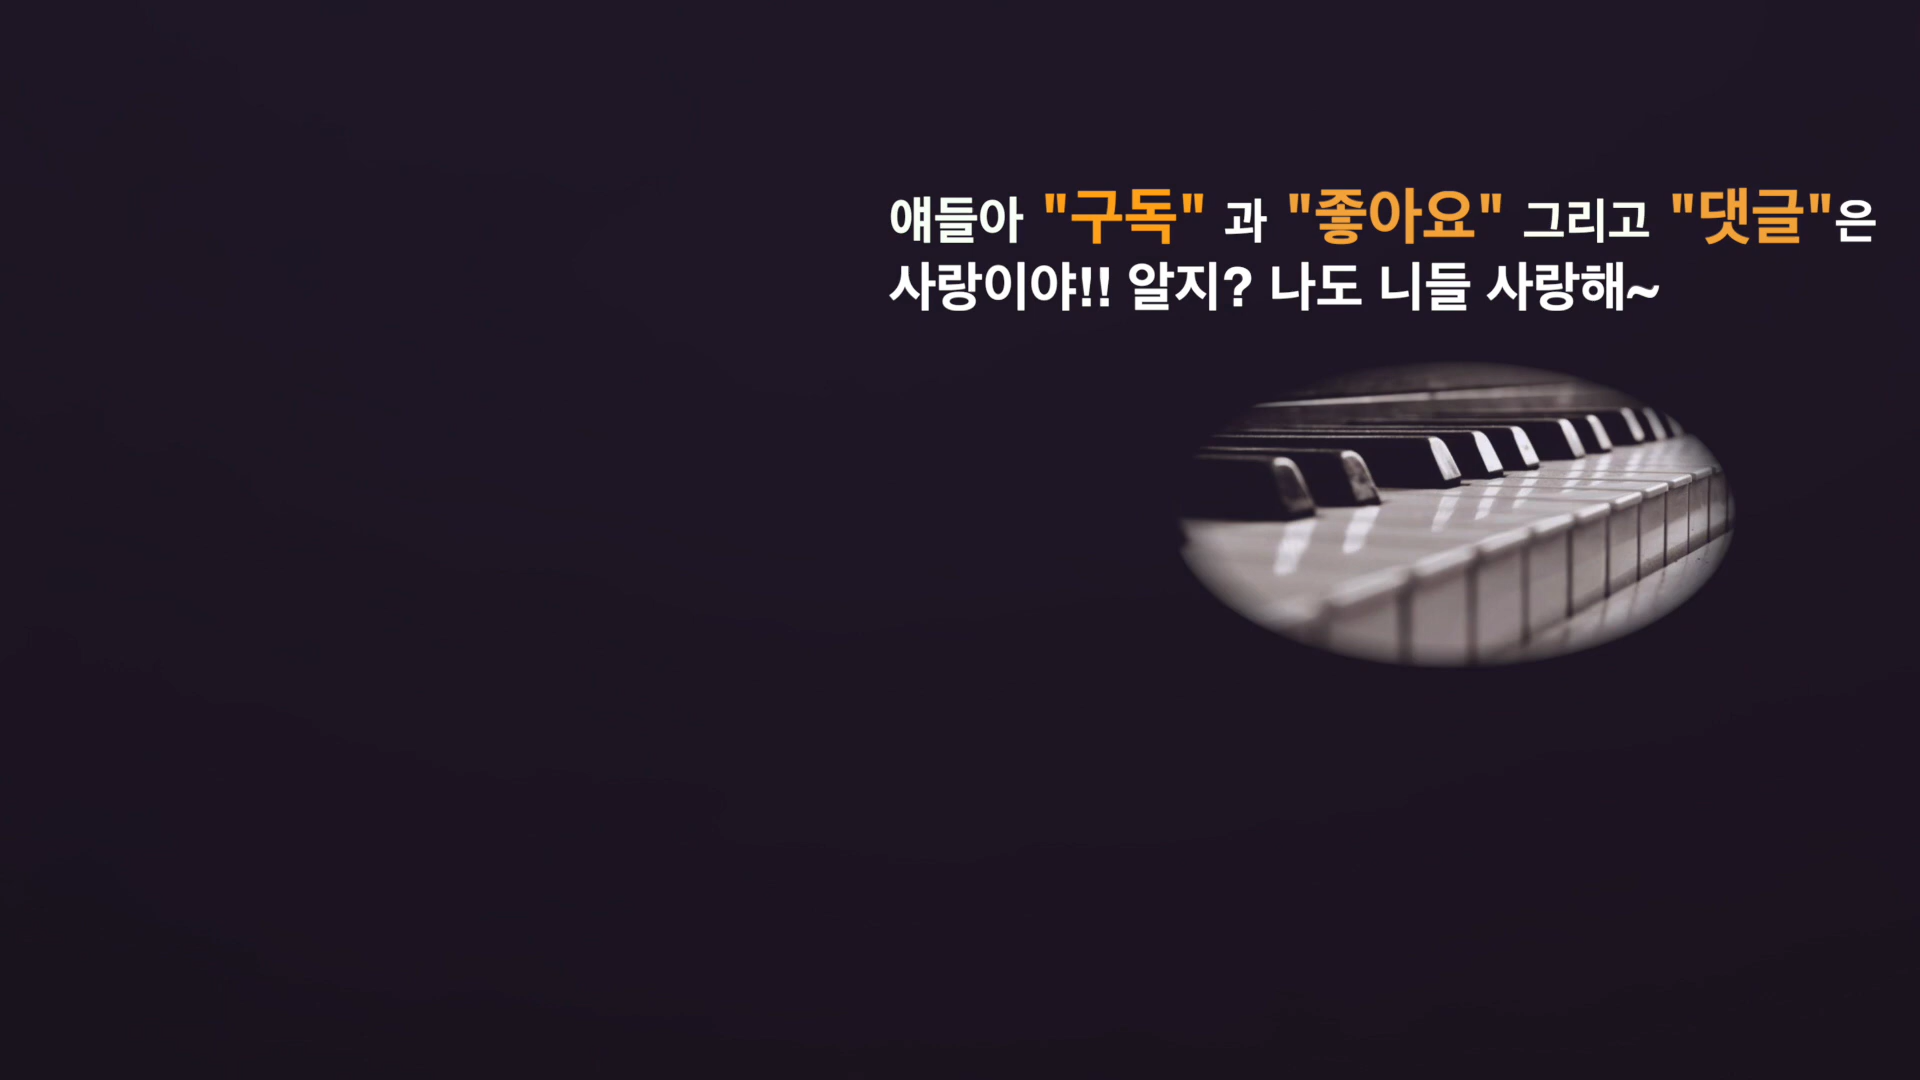 얘들아 "구독" 과 "좋아요" 그리고 "댓글"은
사랑이야!! 알지? 나도 니들 사랑해~